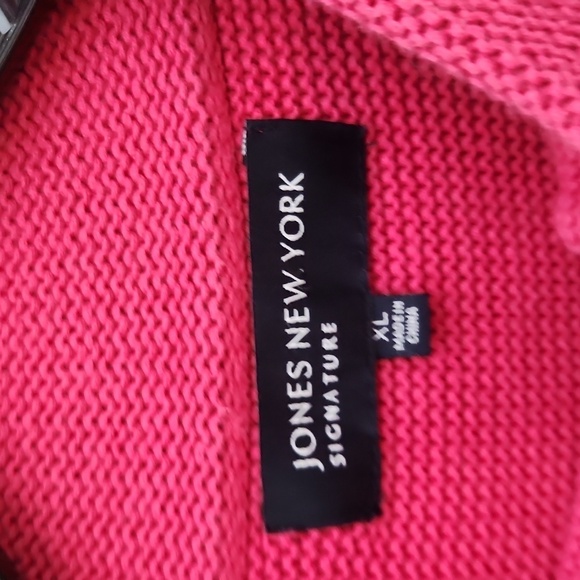 JONES NEW YORK
SIGNATURE
XL
MADE IN
CHINA